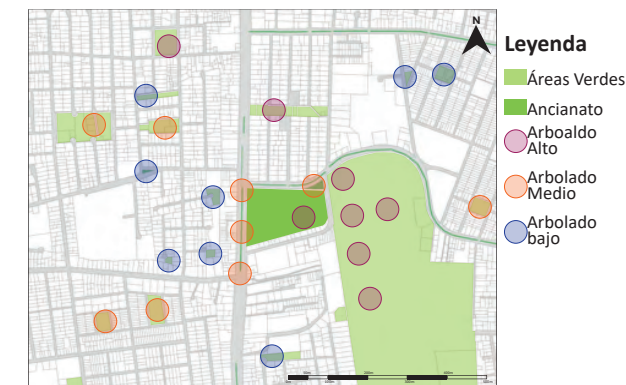 N
Leyenda
Áreas Verdes
Ancianato
Arboaldo
Alto
Arbolado
Medio
Arbolado
bajo